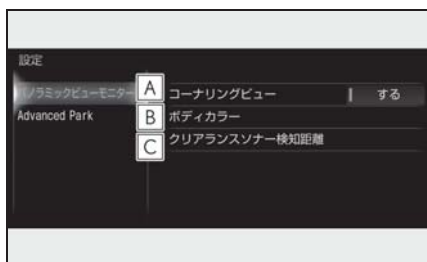 設定
パノラミックビューモニター
A コーナリングビュー する
Advanced Park
B ボディカラー
C クリアランスソナー検知距離